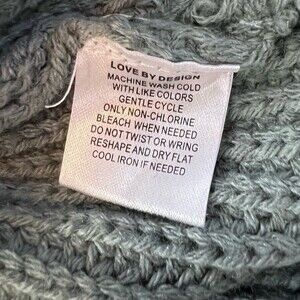 LOVE BY DESIGN
MACHINE WASH COLD
WITH LIKE COLORS
GENTLE CYCLE
ONLY NON-CHLORINE
BLEACH WHEN NEEDED
DO NOT TWIST OR WRING
RESHAPE AND DRY FLAT
COOL IRON IF NEEDED